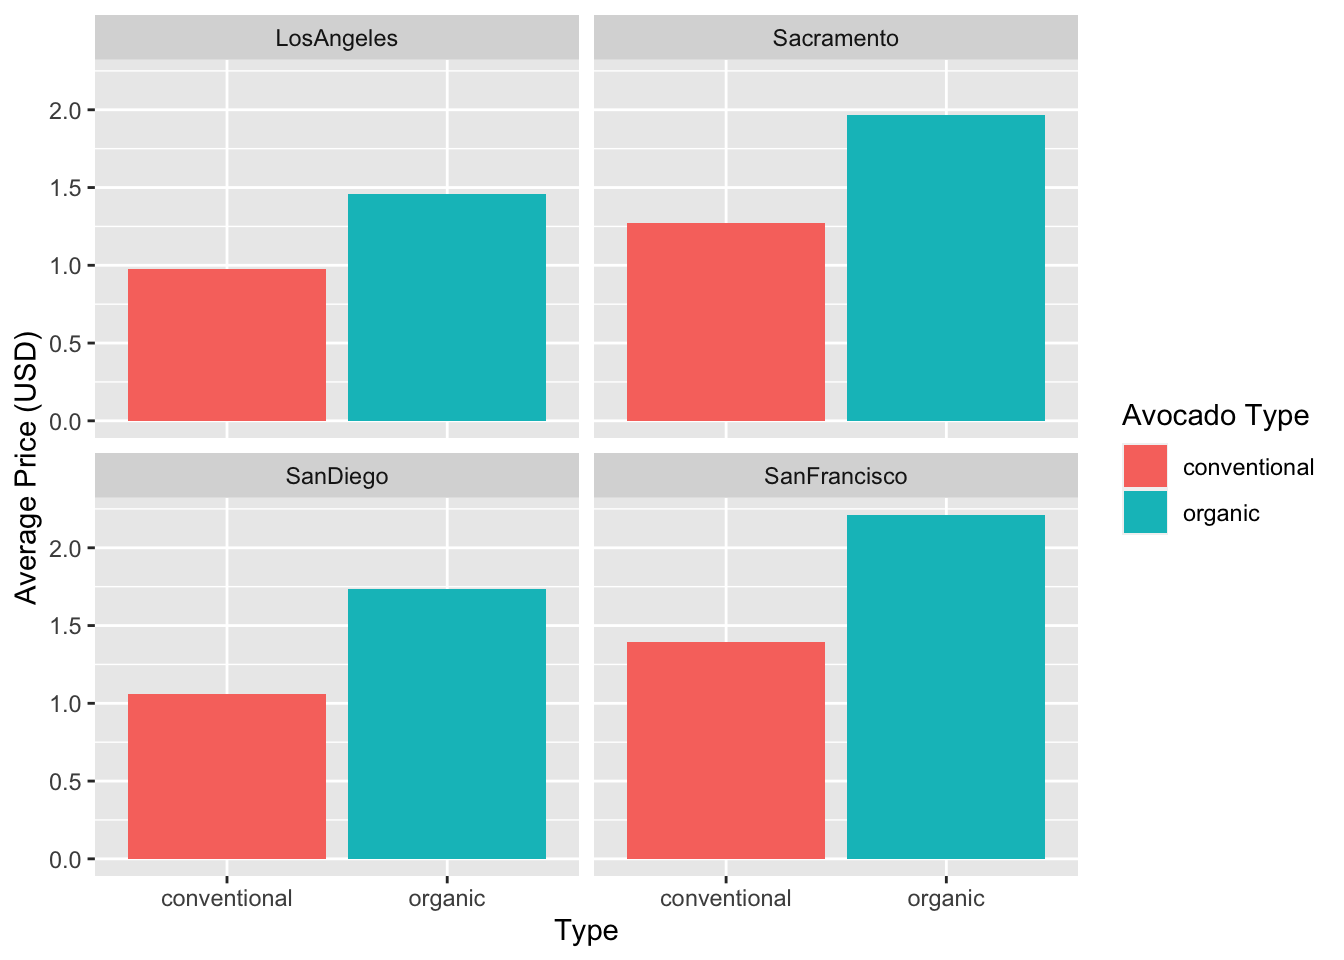 LosAngeles
Sacramento
2.0
1.5
1.0
0.5
0.0
SanDiego
SanFrancisco
2.0
1.5
1.0
0.5
0.0
conventional
organic
conventional
organic
Type
Average Price (USD)
Avocado Type
conventional
organic